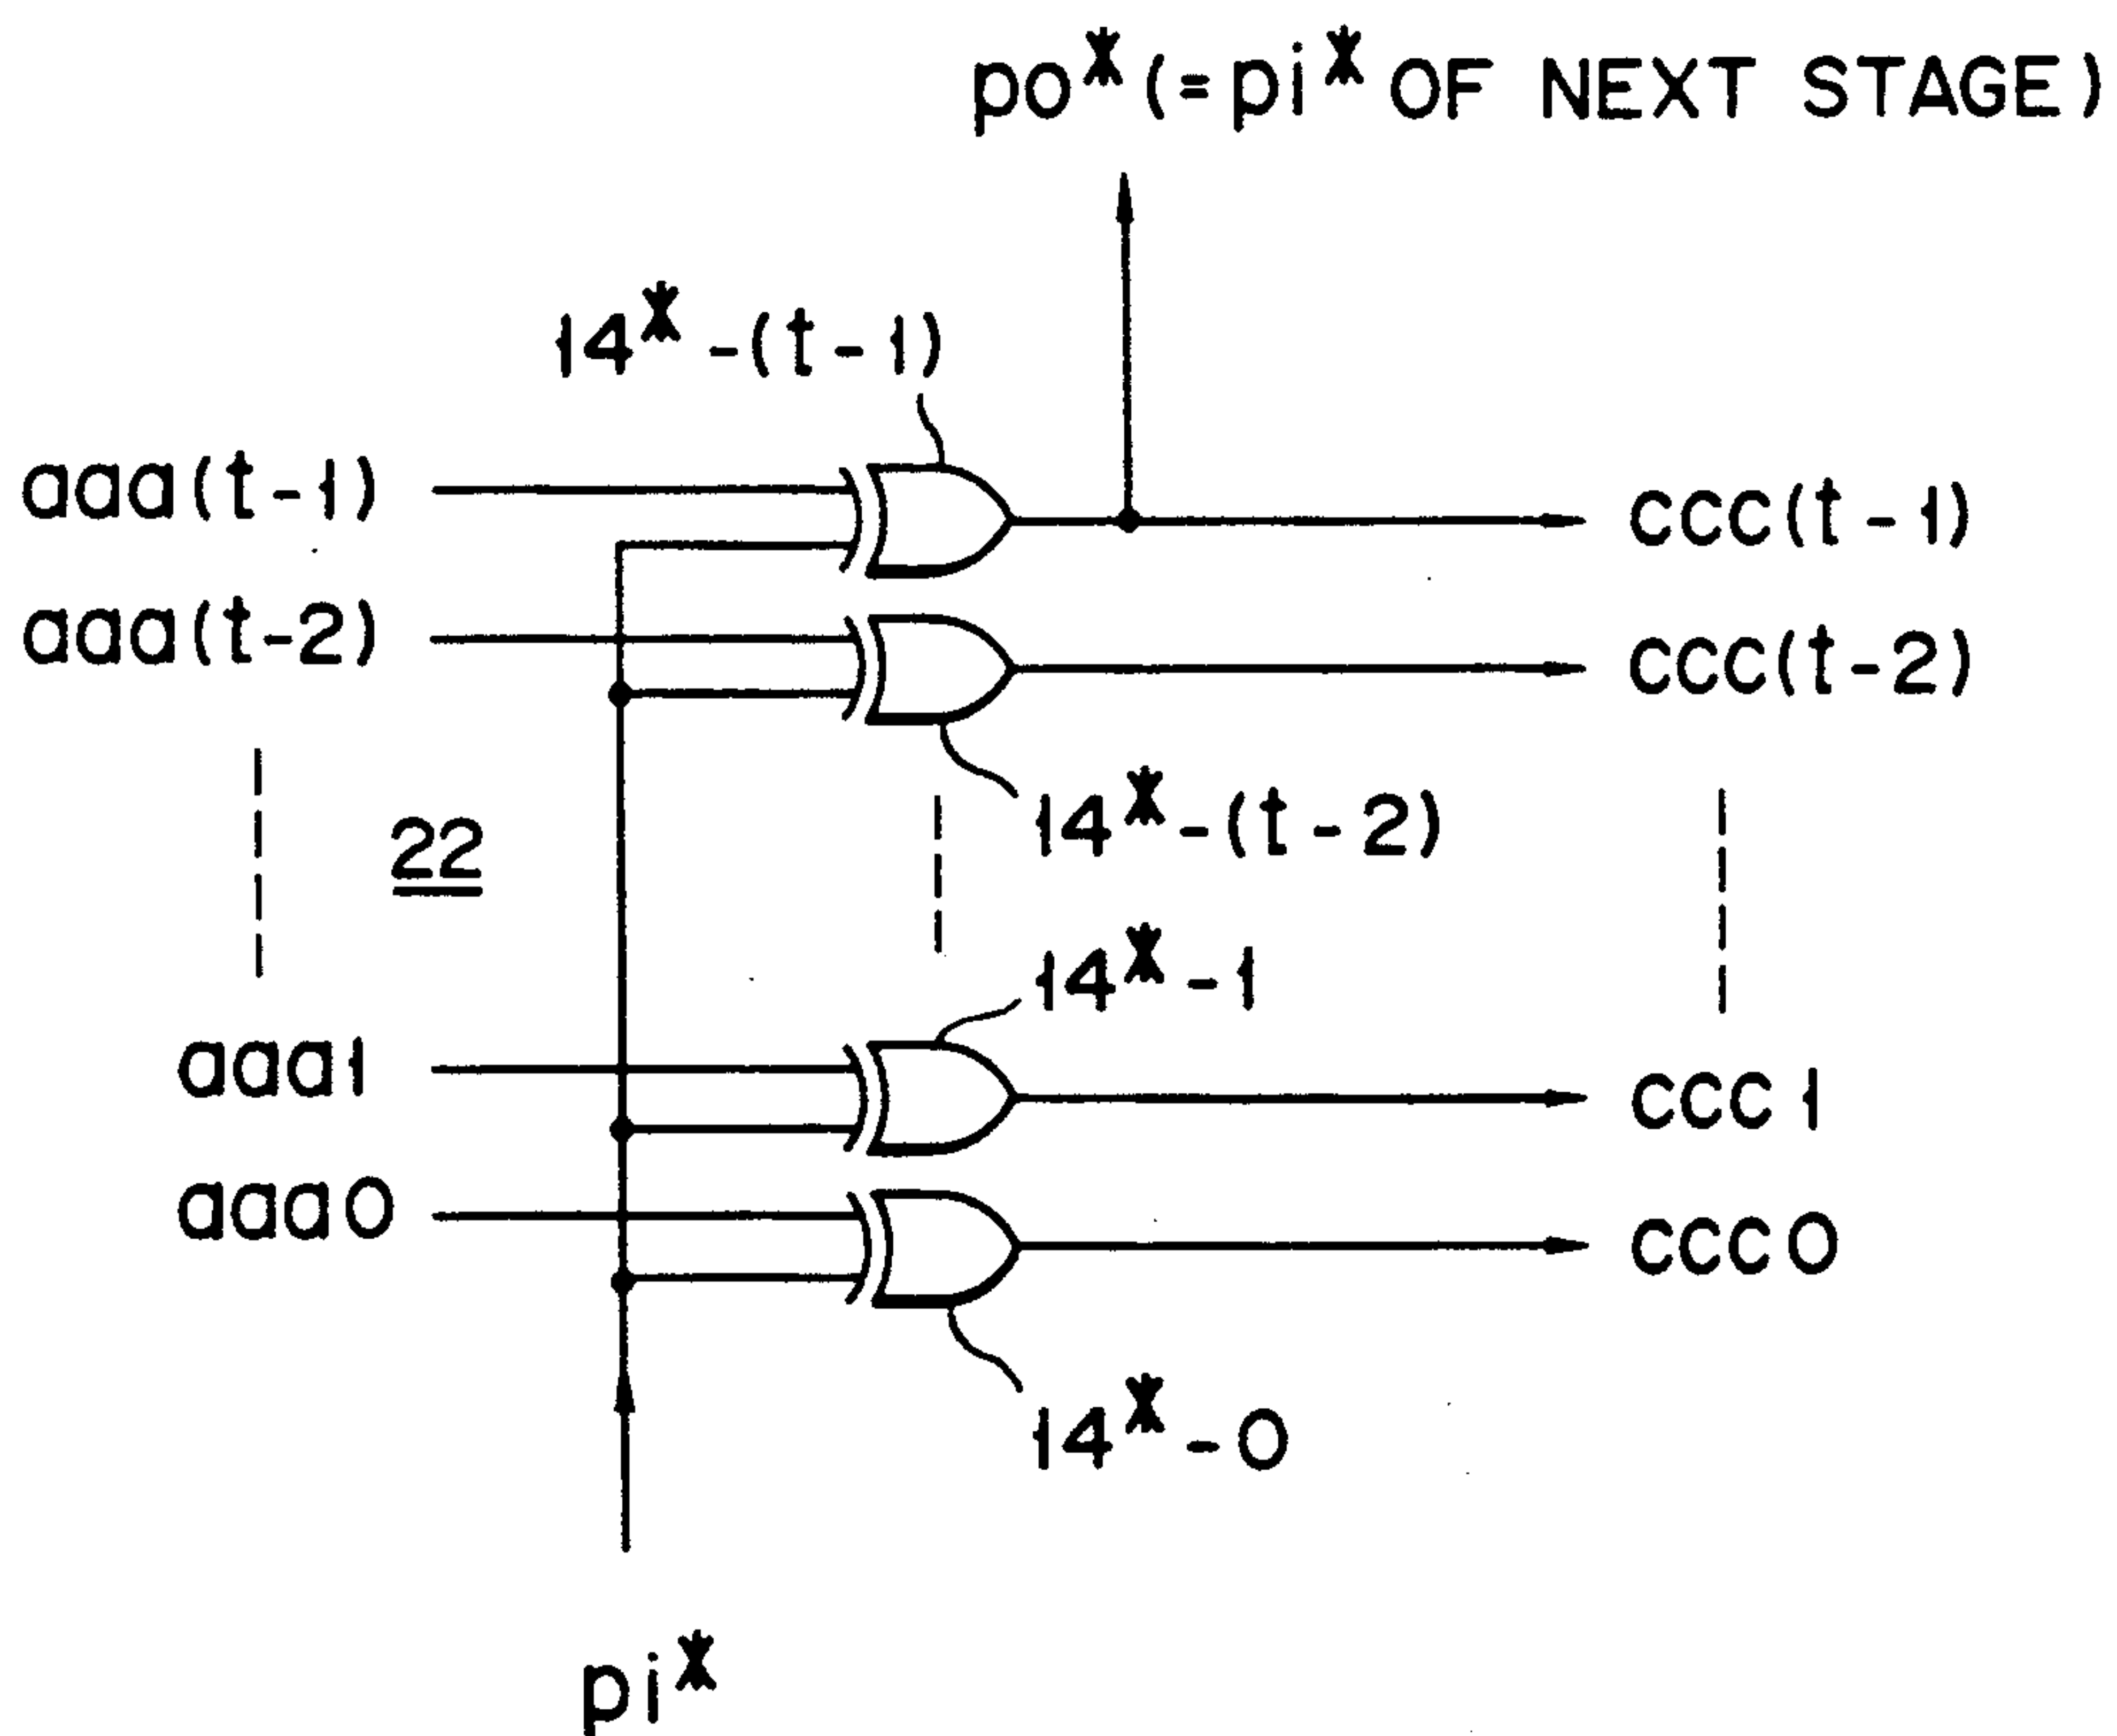 po* (=pi* OF NEXT STAGE)
14*-(t-1)
aaa(t-1)
ccc(t-1)
aaa(t-2)
ccc(t-2)
14*-(t-2)
22
14*-1
aaa1
ccc1
aaa0
ccc0
14*-0
pi*